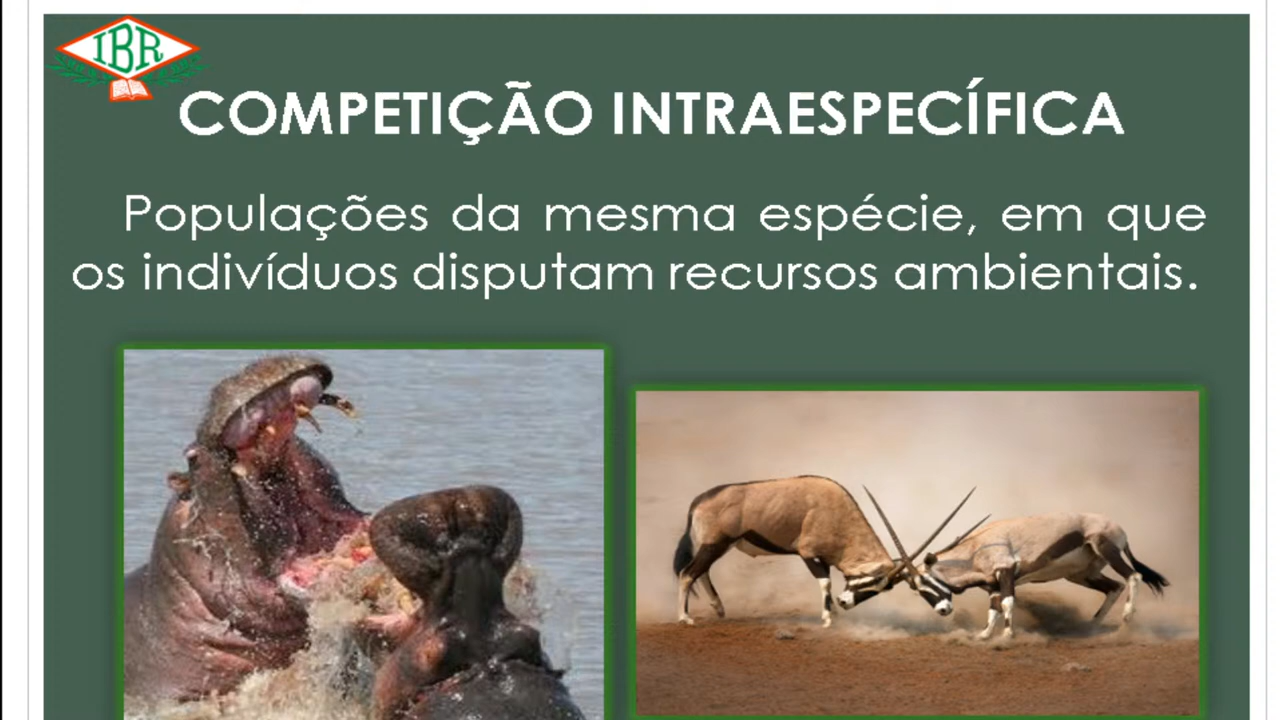 IBR
COMPETIÇÃO INTRAESPECÍFICA
Populações da mesma espécie, em que
os indivíduos disputam recursos ambientais.